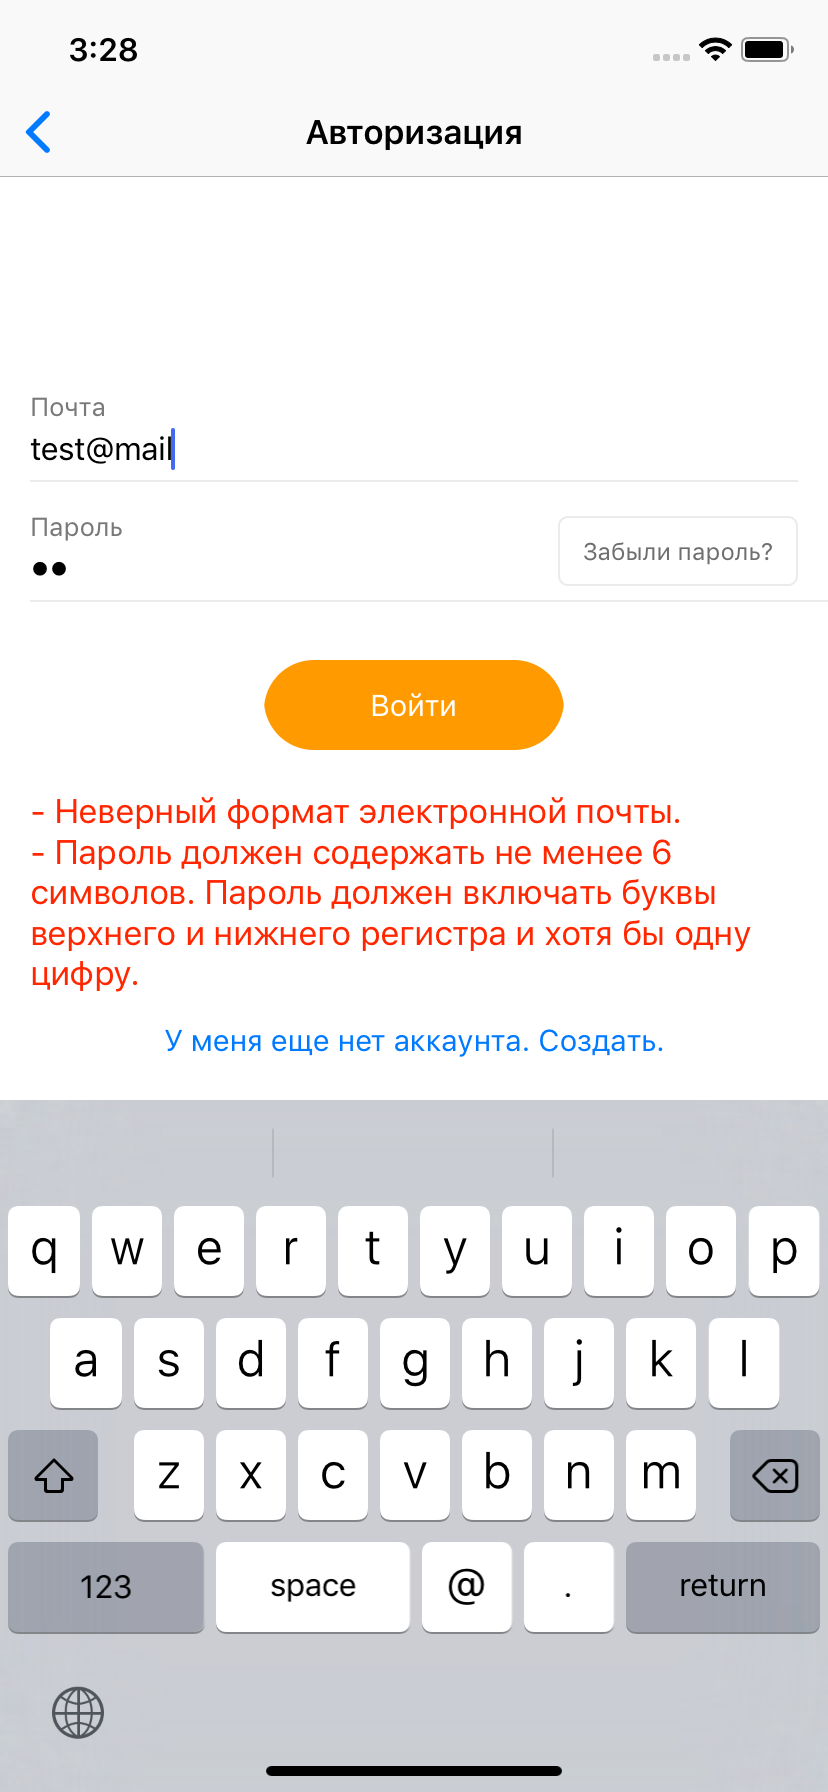 3:28
Авторизация
Почта
test@mail
Пароль
••
Забыли пароль?
Войти
- Неверный формат электронной почты.
- Пароль должен содержать не менее 6
символов. Пароль должен включать буквы
верхнего и нижнего регистра и хотя бы одну
цифру.
У меня еще нет аккаунта. Создать.
q w e r t y u i o p
a s d f g h j k l
z x c v b n m
123 space @ . return